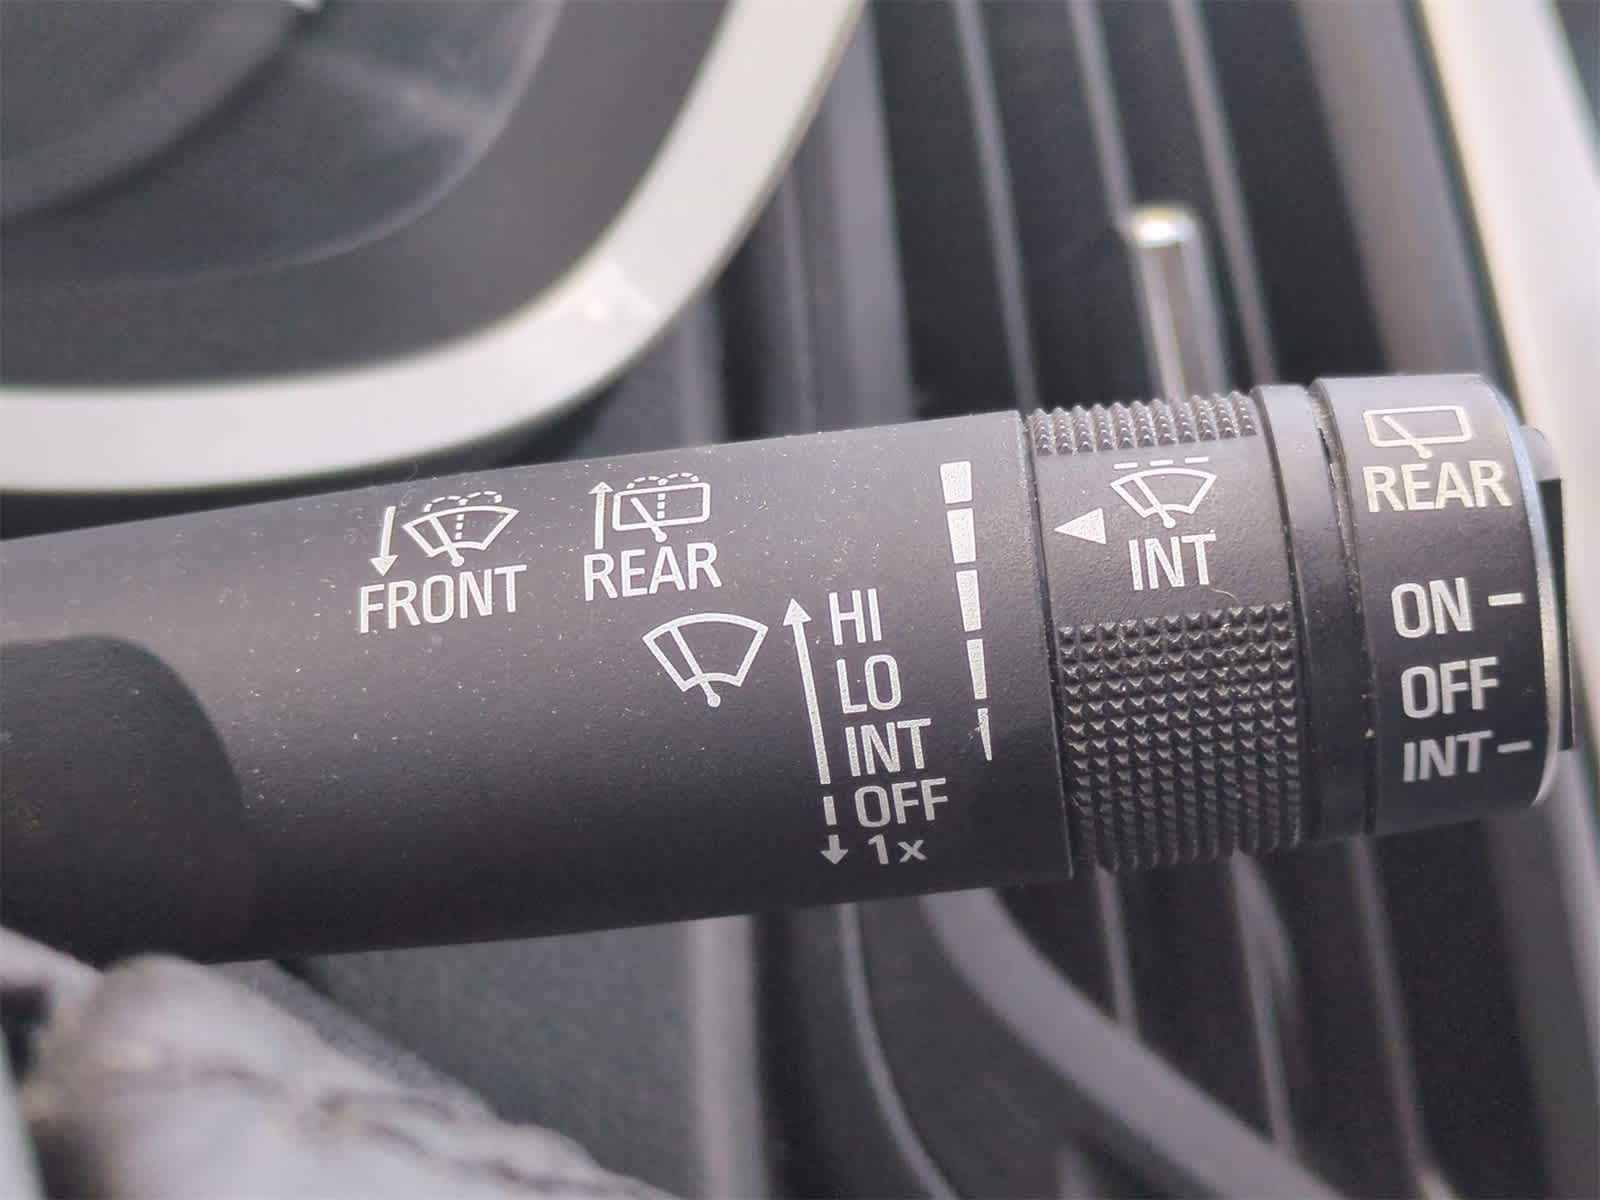 FRONT
REAR
HI
LO
INT
OFF
1x
INT
REAR
ON
OFF
INT